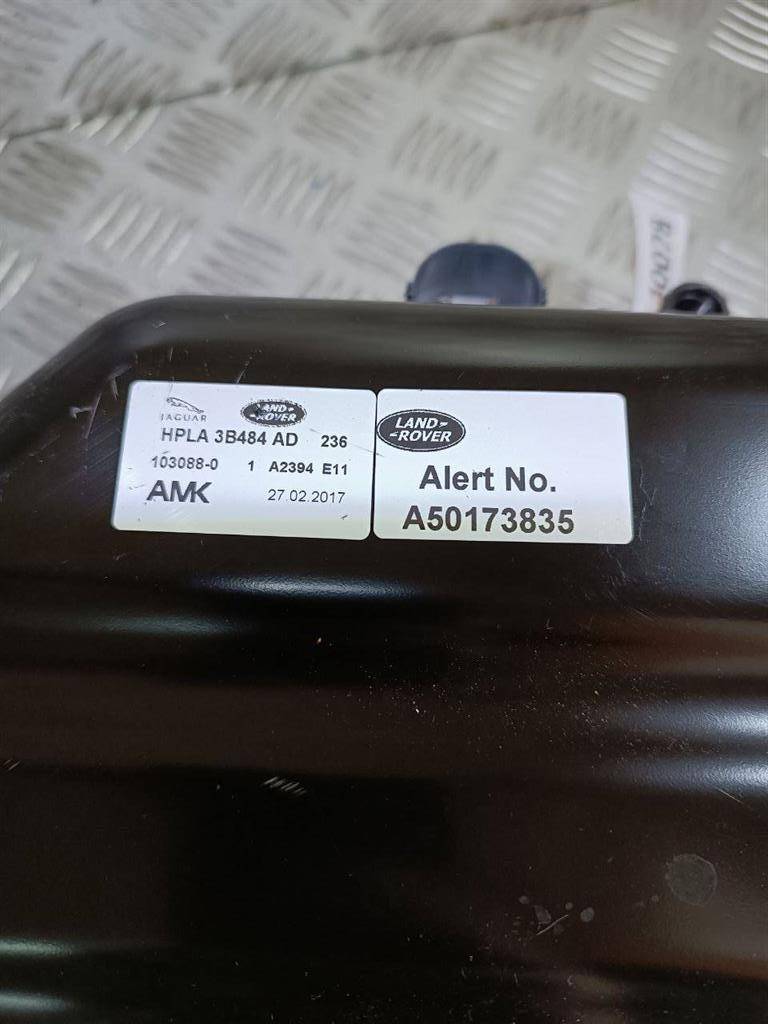 JAGUAR
LAND ROVER
HPLA 3B484 AD 236
103088-0 1 A2394 E11
AMK 27.02.2017
LAND ROVER
Alert No.
A50173835